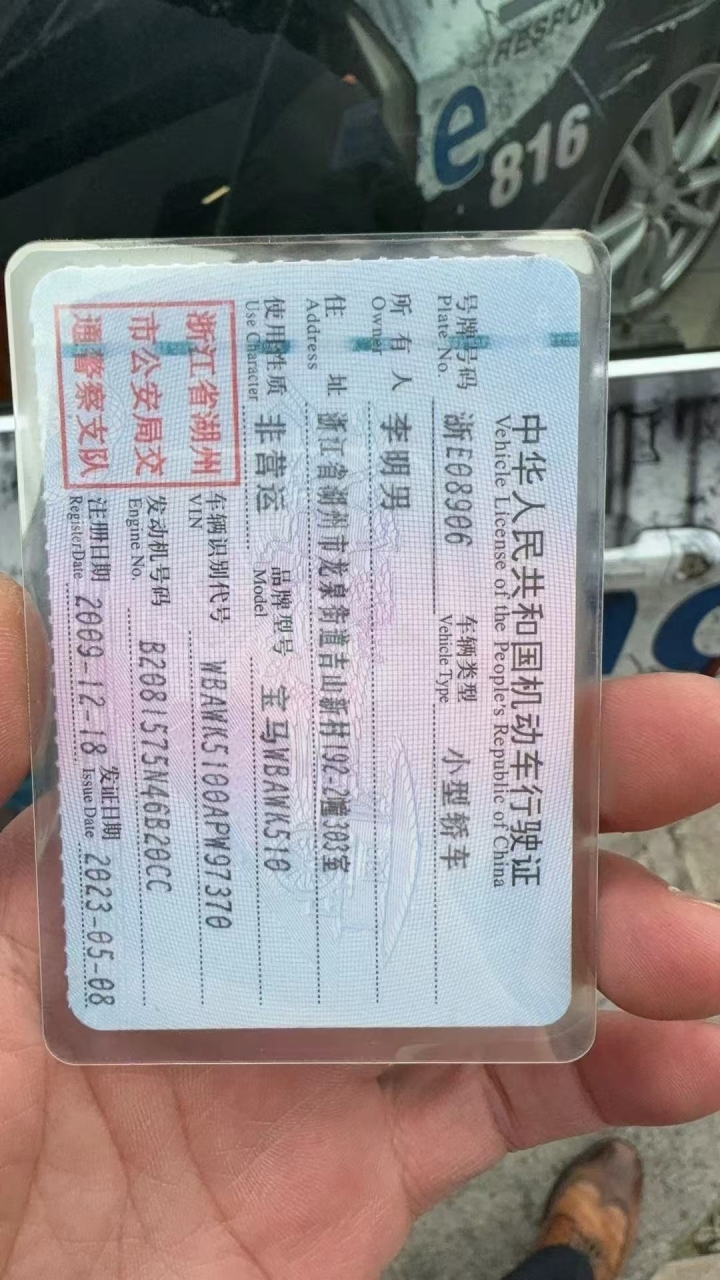 中华人民共和国机动车行驶证
Vehicle License of the People's Republic of China
号牌号码 浙E08906 车辆类型 小型轿车
Plate No. Vehicle Type
所有人 李明男
Owner
住址 浙江省湖州市龙泉街道吉山新村192-2幢303室
Address
使用性质 非营运 品牌型号 宝马WBAWK510
Use Character Model
浙江省湖州
市公安局交
通警察支队
车辆识别代号 WBAWK5100APW97370
VIN
发动机号码 B2081575N46B20CC
Engine No.
注册日期 2009-12-18 发证日期 2023-05-08
Register Date Issue Date
RESPON
e816